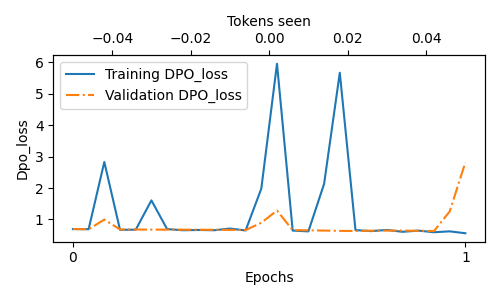 Tokens seen
−0.04 −0.02 0.00 0.02 0.04
6
5
4
3
2
1
Training DPO_loss
Validation DPO_loss
Dpo_loss
0 1
Epochs